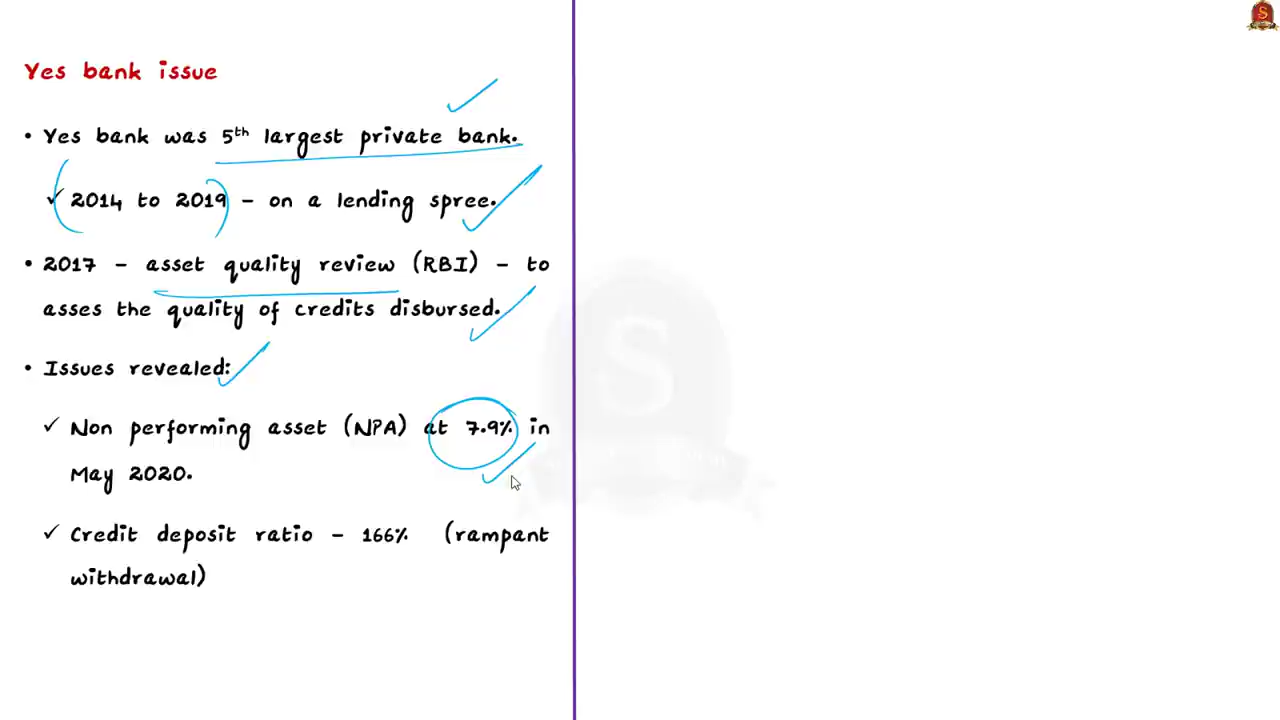 Yes bank issue
• Yes bank was 5th largest private bank.
✓ 2014 to 2019 – on a lending spree.
• 2017 – asset quality review (RBI) – to
asses the quality of credits disbursed.
• Issues revealed:
✓ Non performing asset (NPA) at 7.9% in
May 2020.
✓ Credit deposit ratio – 166% (rampant
withdrawal)
S
S